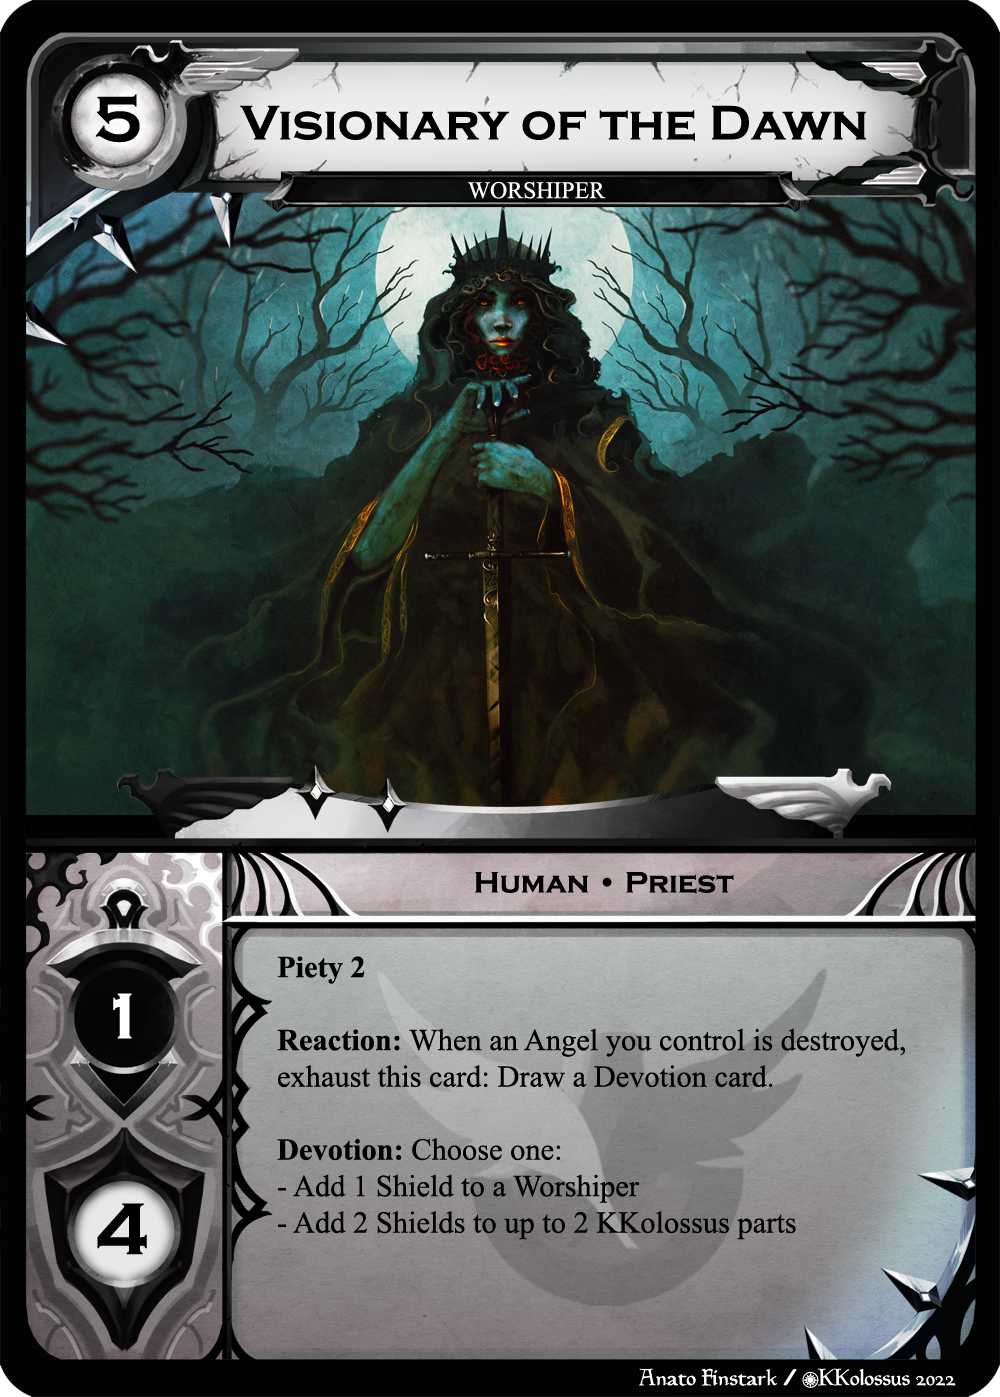 5
VISIONARY OF THE DAWN
WORSHIPER
HUMAN • PRIEST
1
4
Piety 2
Reaction: When an Angel you control is destroyed,
exhaust this card: Draw a Devotion card.
Devotion: Choose one:
- Add 1 Shield to a Worshiper
- Add 2 Shields to up to 2 KKolossus parts
Anato Finstark / KKolossus 2022